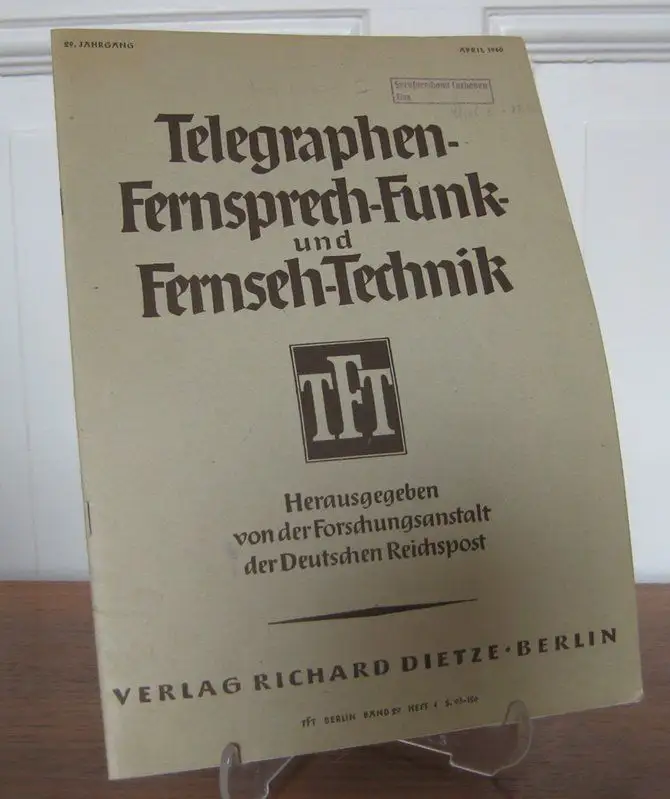 29. JAHRGANG
APRIL 1940
Telegraphen-
Fernsprech-Funk-
und
Fernseh-Technik
TFT
Herausgegeben
von der Forschungsanstalt
der Deutschen Reichspost
VERLAG RICHARD DIETZE · BERLIN
TFT BERLIN BAND 29 HEFT 4 S.